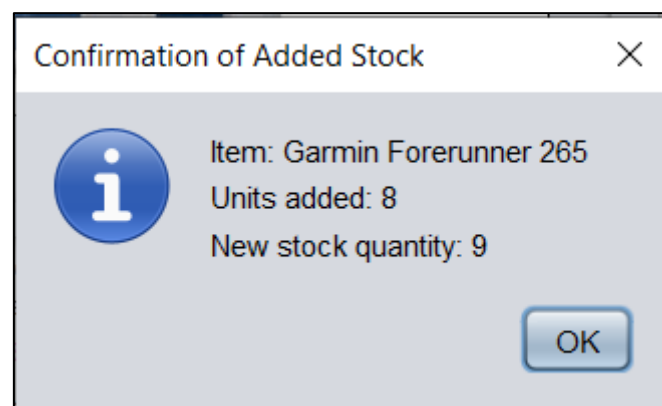 Confirmation of Added Stock
Item: Garmin Forerunner 265
Units added: 8
New stock quantity: 9
OK